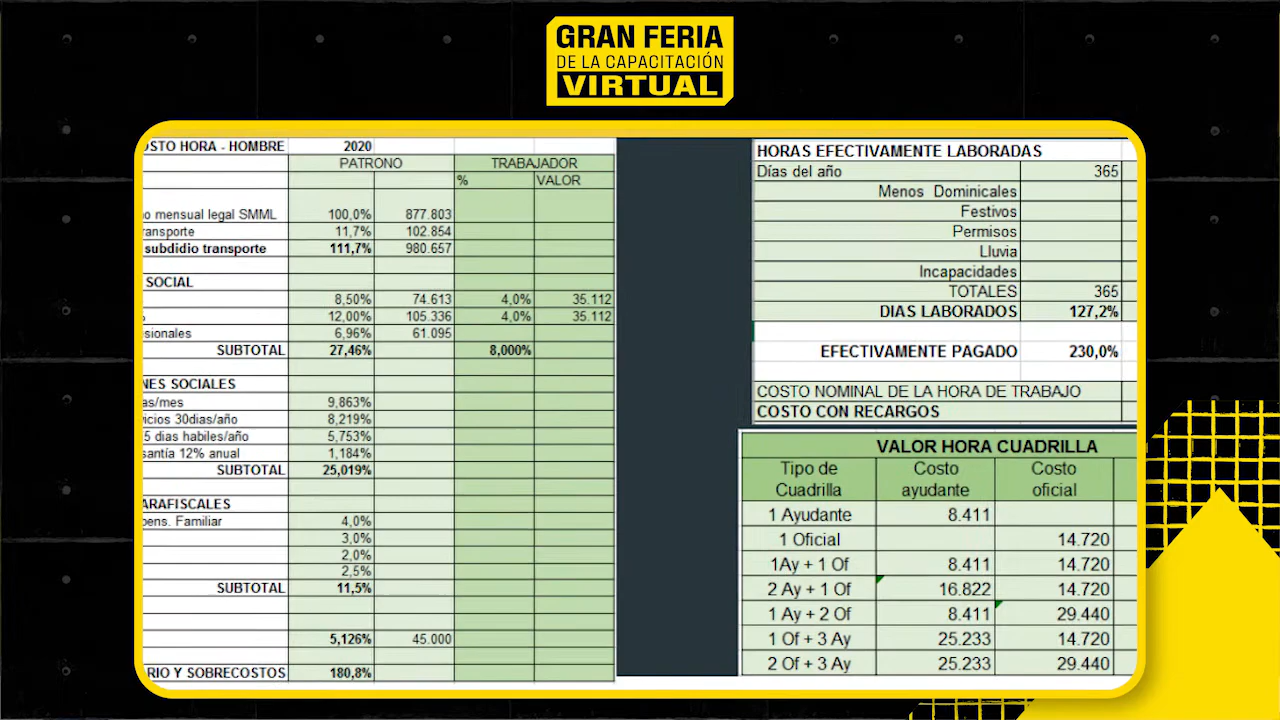 GRAN FERIA
DE LA CAPACITACIÓN
VIRTUAL
OSTO HORA - HOMBRE 2020
PATRONO TRABAJADOR
% VALOR
o mensual legal SMML 100,0% 877.803
ransporte 11,7% 102.854
subdidio transporte 111,7% 980.657
SOCIAL
8,50% 74.613 4,0% 35.112
% 12,00% 105.336 4,0% 35.112
sionales 6,96% 61.095
SUBTOTAL 27,46% 8,000%
NES SOCIALES
as/mes 9,863%
vicios 30dias/año 8,219%
5 dias habiles/año 5,753%
santía 12% anual 1,184%
SUBTOTAL 25,019%
ARAFISCALES
pens. Familiar 4,0%
3,0%
2,0%
2,5%
SUBTOTAL 11,5%
5,126% 45.000
RIO Y SOBRECOSTOS 180,8%
HORAS EFECTIVAMENTE LABORADAS
Días del año 365
Menos Dominicales
Festivos
Permisos
Lluvia
Incapacidades
TOTALES 365
DIAS LABORADOS 127,2%
EFECTIVAMENTE PAGADO 230,0%
COSTO NOMINAL DE LA HORA DE TRABAJO
COSTO CON RECARGOS
VALOR HORA CUADRILLA
Tipo de Costo Costo
Cuadrilla ayudante oficial
1 Ayudante 8.411
1 Oficial 14.720
1Ay + 1 Of 8.411 14.720
2 Ay + 1 Of 16.822 14.720
1 Ay + 2 Of 8.411 29.440
1 Of + 3 Ay 25.233 14.720
2 Of + 3 Ay 25.233 29.440